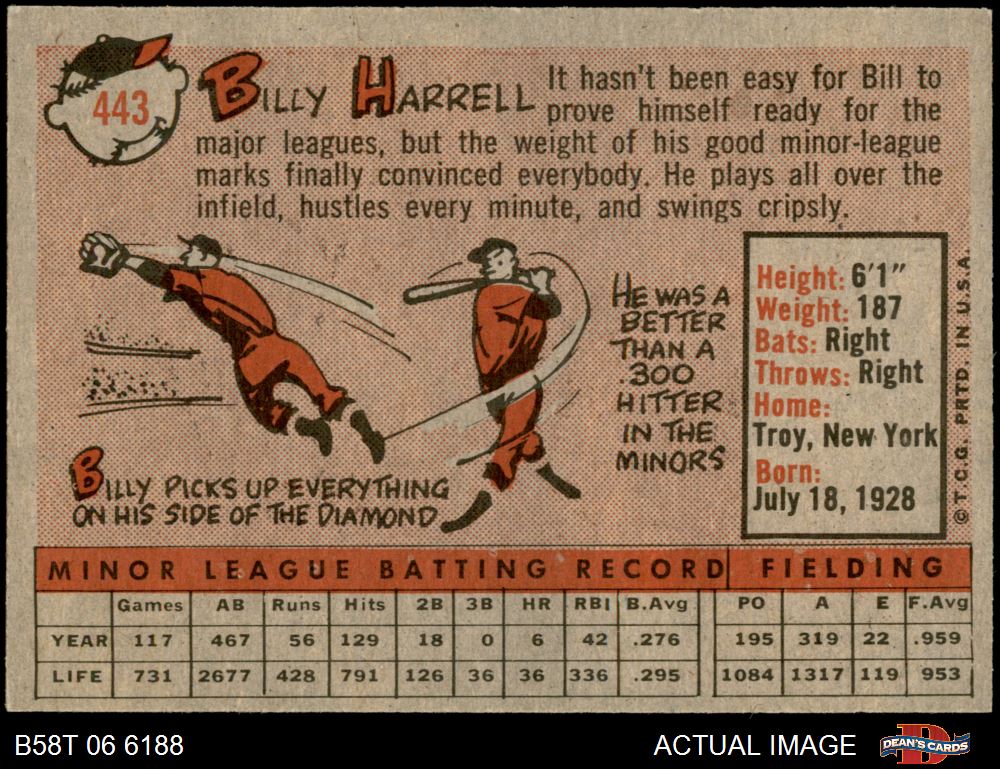 443
BILLY HARRELL
It hasn't been easy for Bill to
prove himself ready for the
major leagues, but the weight of his good minor-league
marks finally convinced everybody. He plays all over the
infield, hustles every minute, and swings cripsly.
BILLY PICKS UP EVERYTHING
ON HIS SIDE OF THE DIAMOND
HE WAS A
BETTER
THAN A
.300
HITTER
IN THE
MINORS
Height: 6'1"
Weight: 187
Bats: Right
Throws: Right
Home:
Troy, New York
Born:
July 18, 1928
© T.C.G. PRTD. IN U.S.A.
MINOR LEAGUE BATTING RECORD FIELDING
Games AB Runs Hits 2B 3B HR RBI B.Avg PO A E F.Avg
YEAR 117 467 56 129 18 0 6 42 .276 195 319 22 .959
LIFE 731 2677 428 791 126 36 36 336 .295 1084 1317 119 953
B58T 06 6188
ACTUAL IMAGE
DEAN'S CARDS